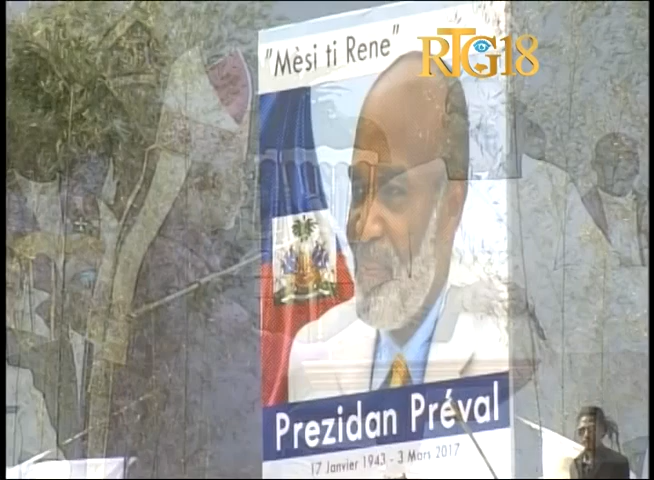 "Mèsi ti Rene"
RTG18
Prezidan Préval
17 Janvier 1943 - 3 Mars 2017